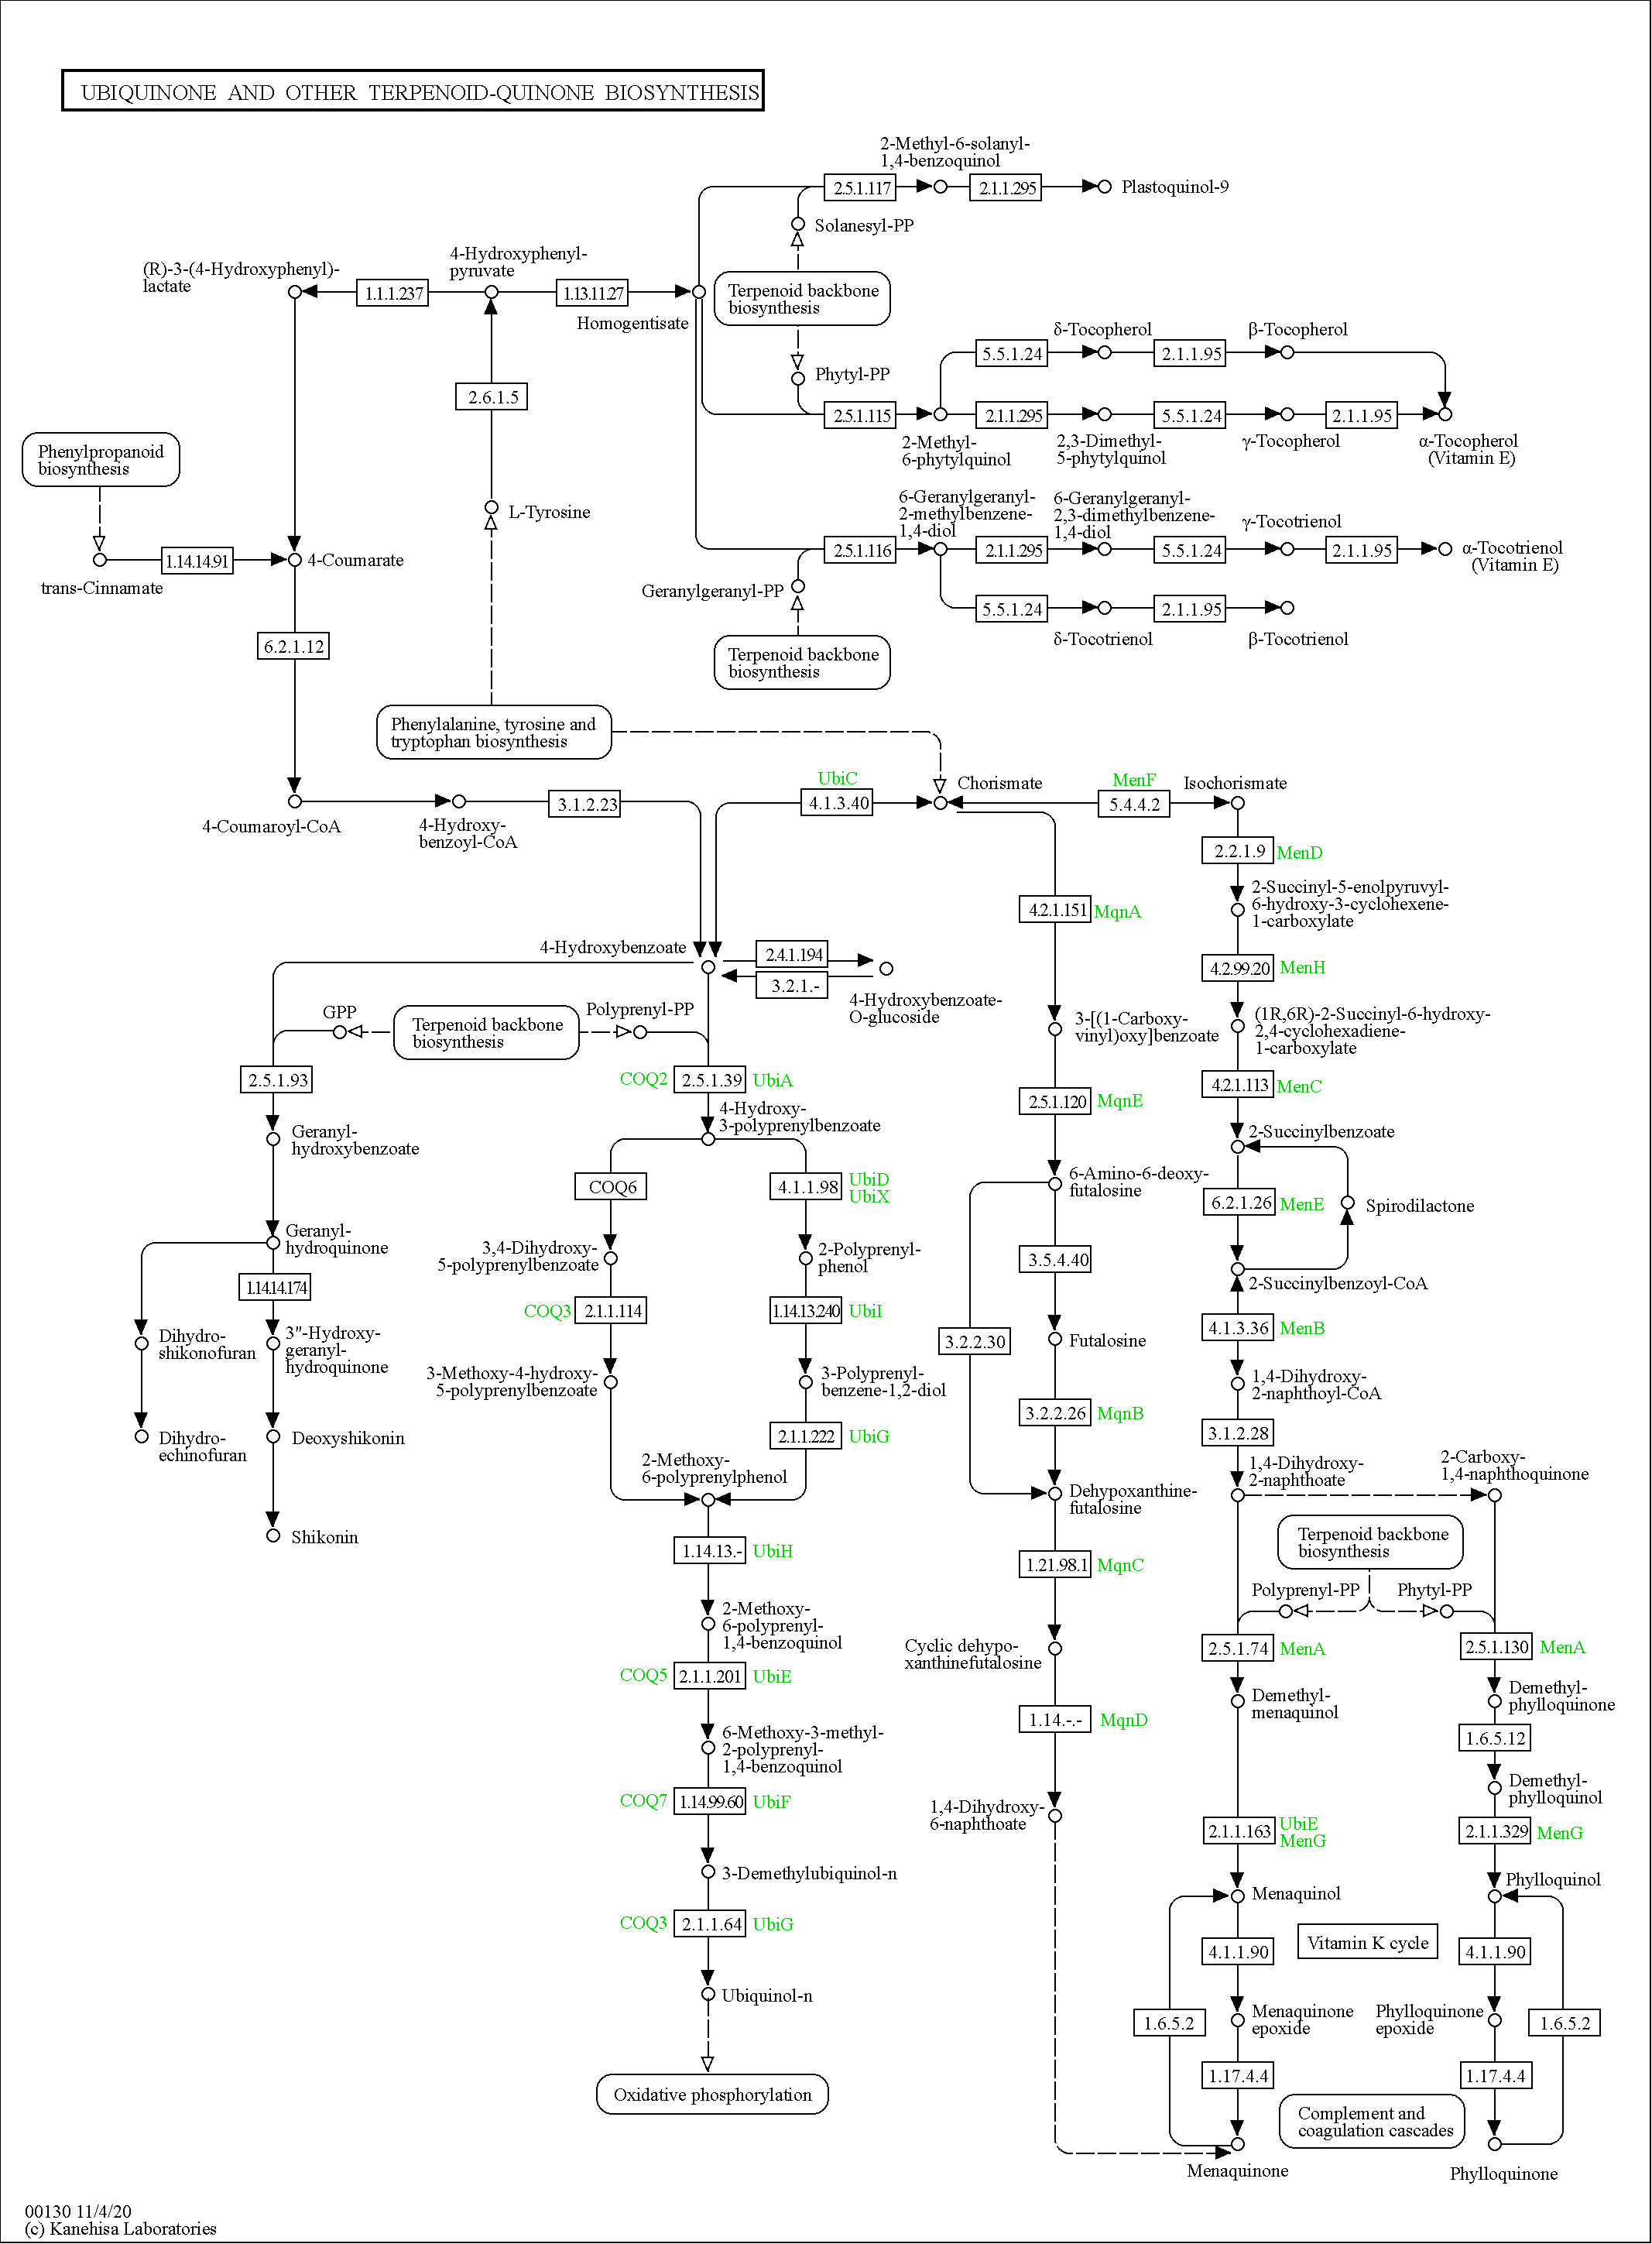 UBIQUINONE AND OTHER TERPENOID-QUINONE BIOSYNTHESIS
2-Methyl-6-solanyl-
1,4-benzoquinol
2.5.1.117
2.1.1.295
Plastoquinol-9
Solanesyl-PP
(R)-3-(4-Hydroxyphenyl)-
lactate
1.1.1.237
4-Hydroxyphenyl-
pyruvate
1.13.11.27
Homogentisate
Terpenoid backbone
biosynthesis
Phytyl-PP
δ-Tocopherol
β-Tocopherol
5.5.1.24
2.1.1.95
2.6.1.5
2.5.1.115
2.1.1.295
5.5.1.24
2.1.1.95
2-Methyl-
6-phytylquinol
2,3-Dimethyl-
5-phytylquinol
γ-Tocopherol
α-Tocopherol
(Vitamin E)
Phenylpropanoid
biosynthesis
L-Tyrosine
6-Geranylgeranyl-
2-methylbenzene-
1,4-diol
6-Geranylgeranyl-
2,3-dimethylbenzene-
1,4-diol
γ-Tocotrienol
2.5.1.116
2.1.1.295
5.5.1.24
2.1.1.95
α-Tocotrienol
(Vitamin E)
trans-Cinnamate
1.14.14.91
4-Coumarate
Geranylgeranyl-PP
5.5.1.24
2.1.1.95
δ-Tocotrienol
β-Tocotrienol
Terpenoid backbone
biosynthesis
6.2.1.12
Phenylalanine, tyrosine and
tryptophan biosynthesis
UbiC
4.1.3.40
Chorismate
MenF
5.4.4.2
Isochorismate
4-Coumaroyl-CoA
4-Hydroxy-
benzoyl-CoA
3.1.2.23
2.2.1.9
MenD
2-Succinyl-5-enolpyruvyl-
6-hydroxy-3-cyclohexene-
1-carboxylate
4.2.1.151
MqnA
4-Hydroxybenzoate
2.4.1.194
3.2.1.-
4-Hydroxybenzoate-
O-glucoside
4.2.99.20
MenH
GPP
Terpenoid backbone
biosynthesis
Polyprenyl-PP
3-[(1-Carboxy-
vinyl)oxy]benzoate
(1R,6R)-2-Succinyl-6-hydroxy-
2,4-cyclohexadiene-
1-carboxylate
2.5.1.93
COQ2
2.5.1.39
UbiA
2.5.1.120
MqnE
4.2.1.113
MenC
Geranyl-
hydroxybenzoate
4-Hydroxy-
3-polyprenylbenzoate
2-Succinylbenzoate
COQ6
4.1.1.98
UbiD
UbiX
6-Amino-6-deoxy-
futalosine
6.2.1.26
MenE
Spirodilactone
Geranyl-
hydroquinone
3,4-Dihydroxy-
5-polyprenylbenzoate
2-Polyprenyl-
phenol
3.5.4.40
2-Succinylbenzoyl-CoA
1.14.14.174
COQ3
2.1.1.114
1.14.13.240
UbiI
4.1.3.36
MenB
Dihydro-
shikonofuran
3"-Hydroxy-
geranyl-
hydroquinone
3.2.2.30
Futalosine
3-Methoxy-4-hydroxy-
5-polyprenylbenzoate
3-Polyprenyl-
benzene-1,2-diol
1,4-Dihydroxy-
2-naphthoyl-CoA
3.2.2.26
MqnB
Dihydro-
echinofuran
Deoxyshikonin
2.1.1.222
UbiG
3.1.2.28
2-Methoxy-
6-polyprenylphenol
Dehypoxanthine-
futalosine
1,4-Dihydroxy-
2-naphthoate
2-Carboxy-
1,4-naphthoquinone
Shikonin
1.14.13.-
UbiH
1.21.98.1
MqnC
Terpenoid backbone
biosynthesis
Polyprenyl-PP
Phytyl-PP
2-Methoxy-
6-polyprenyl-
1,4-benzoquinol
Cyclic dehypo-
xanthinefutalosine
2.5.1.74
MenA
2.5.1.130
MenA
COQ5
2.1.1.201
UbiE
1.14.-.-
MqnD
Demethyl-
menaquinol
Demethyl-
phylloquinone
6-Methoxy-3-methyl-
2-polyprenyl-
1,4-benzoquinol
1.6.5.12
COQ7
1.14.99.60
UbiF
1,4-Dihydroxy-
6-naphthoate
Demethyl-
phylloquinol
2.1.1.163
UbiE
MenG
2.1.1.329
MenG
3-Demethylubiquinol-n
Menaquinol
Phylloquinol
COQ3
2.1.1.64
UbiG
4.1.1.90
Vitamin K cycle
4.1.1.90
Ubiquinol-n
1.6.5.2
Menaquinone
epoxide
Phylloquinone
epoxide
1.6.5.2
Oxidative phosphorylation
1.17.4.4
1.17.4.4
Complement and
coagulation cascades
Menaquinone
Phylloquinone
00130 11/4/20
(c) Kanehisa Laboratories